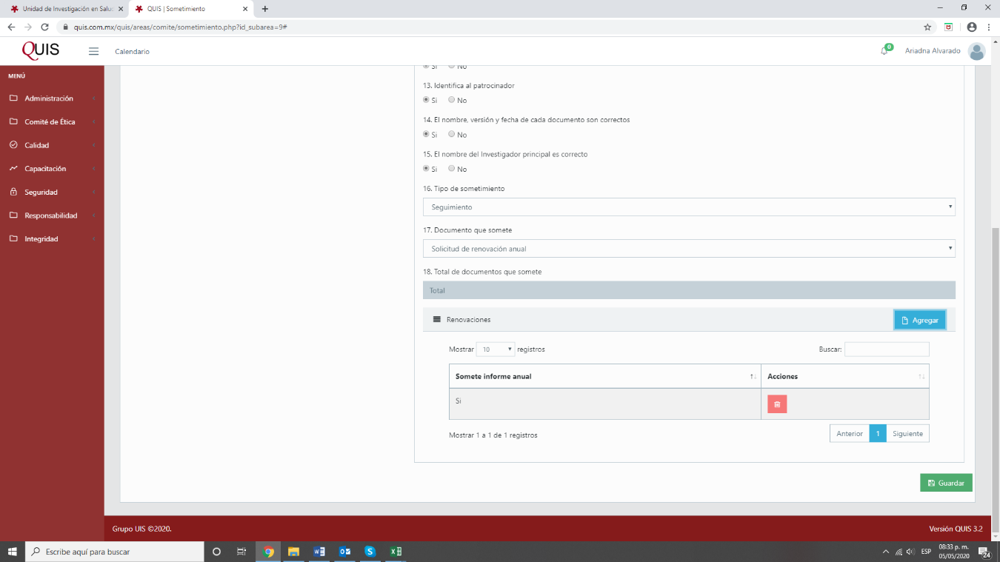 Unidad de Investigación en Salu
QUIS | Sometimiento
quis.com.mx/quis/areas/comite/sometimiento.php?id_subarea=9#
QUIS
Calendario
0
Ariadna Alvarado
MENÚ
Administración
Comité de Ética
Calidad
Capacitación
Seguridad
Responsabilidad
Integridad
Si No
13. Identifica al patrocinador
Si No
14. El nombre, versión y fecha de cada documento son correctos
Si No
15. El nombre del Investigador principal es correcto
Si No
16. Tipo de sometimiento
Seguimiento
17. Documento que somete
Solicitud de renovación anual
18. Total de documentos que somete
Total
Renovaciones
Agregar
Mostrar 10 registros
Buscar:
Somete informe anual Acciones
Si
Mostrar 1 a 1 de 1 registros
Anterior 1 Siguiente
Guardar
Grupo UIS ©2020.
Versión QUIS 3.2
Escribe aquí para buscar
ESP
08:33 p. m.
05/05/2020
24